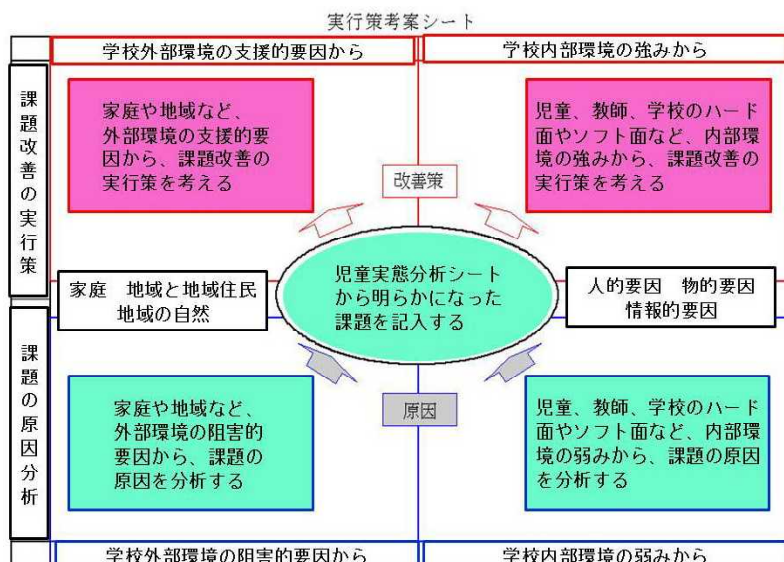 実行策考案シート
学校外部環境の支援的要因から
学校内部環境の強みから
課題改善の実行策
家庭や地域など、
外部環境の支援的要
因から、課題改善の
実行策を考える
児童、教師、学校のハード
面やソフト面など、内部環
境の強みから、課題改善の
実行策を考える
改善策
児童実態分析シート
から明らかになった
課題を記入する
家庭 地域と地域住民
地域の自然
人的要因 物的要因
情報的要因
課題の原因分析
家庭や地域など、
外部環境の阻害的
要因から、課題の
原因を分析する
原因
児童、教師、学校のハード
面やソフト面など、内部環
境の弱みから、課題の原因
を分析する
学校外部環境の阻害的要因から
学校内部環境の弱みから